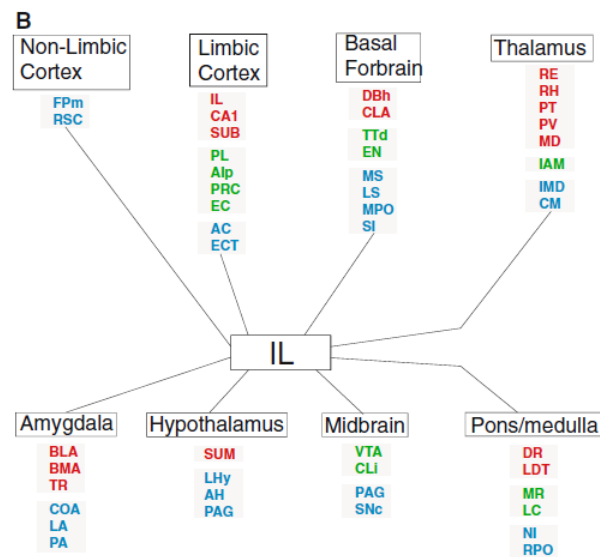 B
Non-Limbic
Cortex
FPm
RSC
Limbic
Cortex
IL
CA1
SUB
PL
AIp
PRC
EC
AC
ECT
Basal
Forbrain
DBh
CLA
TTd
EN
MS
LS
MPO
SI
Thalamus
RE
RH
PT
PV
MD
IAM
IMD
CM
IL
Amygdala
BLA
BMA
TR
COA
LA
PA
Hypothalamus
SUM
LHy
AH
PAG
Midbrain
VTA
CLi
PAG
SNc
Pons/medulla
DR
LDT
MR
LC
NI
RPO